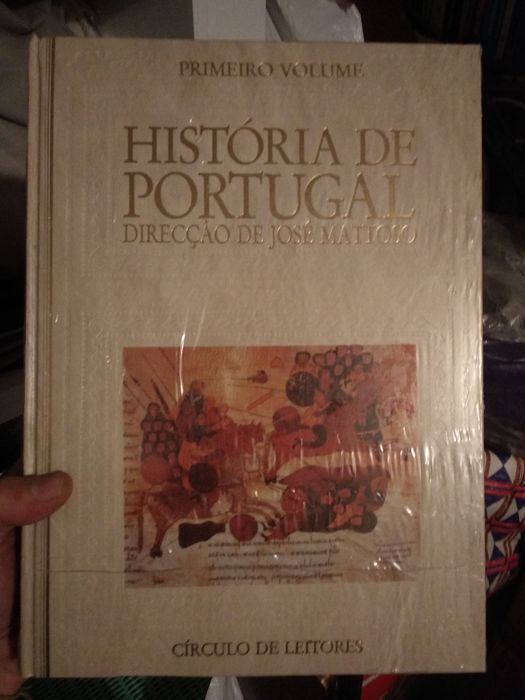 PRIMEIRO VOLUME
HISTÓRIA DE
PORTUGAL
DIRECÇÃO DE JOSÉ MATTOSO
CÍRCULO DE LEITORES